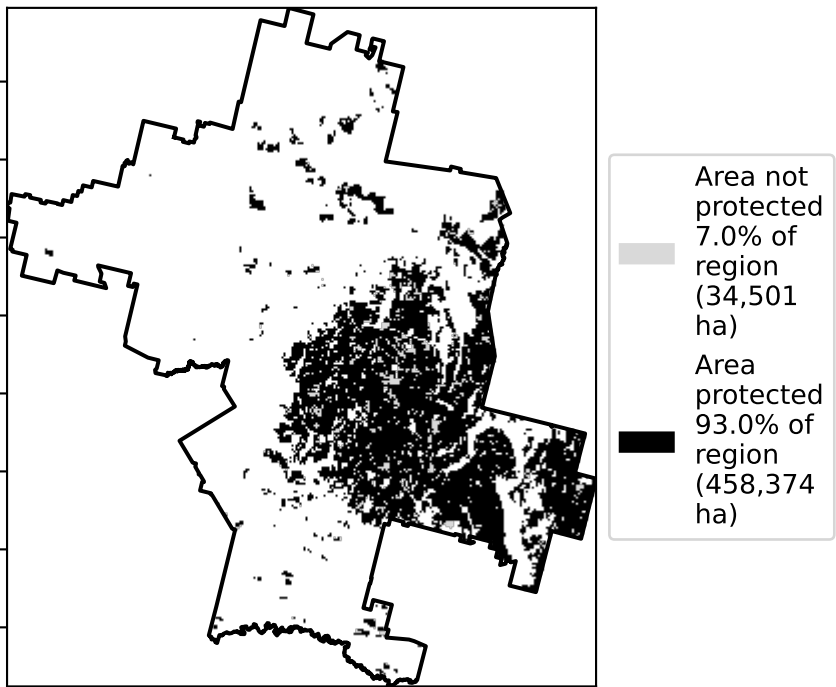 Area not
protected
7.0% of
region
(34,501
ha)
Area
protected
93.0% of
region
(458,374
ha)